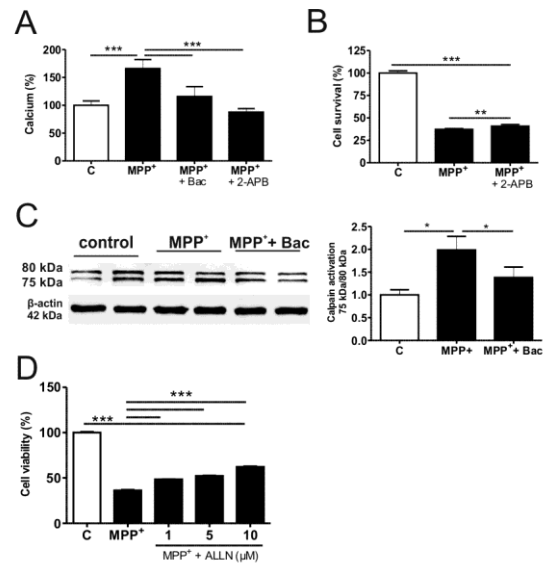 A
***
***
200
150
100
50
0
Calcium (%)
C
MPP+
MPP+
+ Bac
MPP+
+ 2-APB
B
***
**
125
100
75
50
25
0
Cell survival (%)
C
MPP+
MPP+
+ 2-APB
C
control
MPP+
MPP++ Bac
80 kDa
75 kDa
β-actin
42 kDa
*
*
2.5
2.0
1.5
1.0
0.5
0.0
Calpain activation
75 kDa/80 kDa
C
MPP+
MPP++ Bac
D
***
***
150
100
50
0
Cell viability (%)
C
MPP+
1
5
10
MPP+ + ALLN (μM)